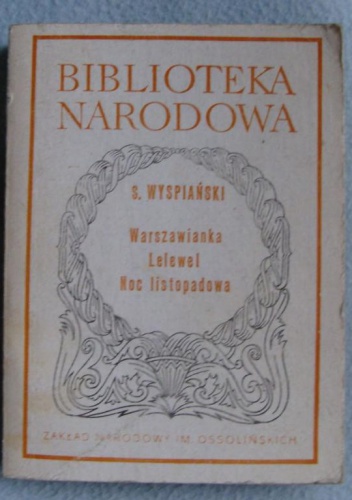 BIBLIOTEKA
NARODOWA
S. WYSPIAŃSKI
Warszawianka
Lelewel
Noc listopadowa
ZAKŁAD NARODOWY IM. OSSOLIŃSKICH